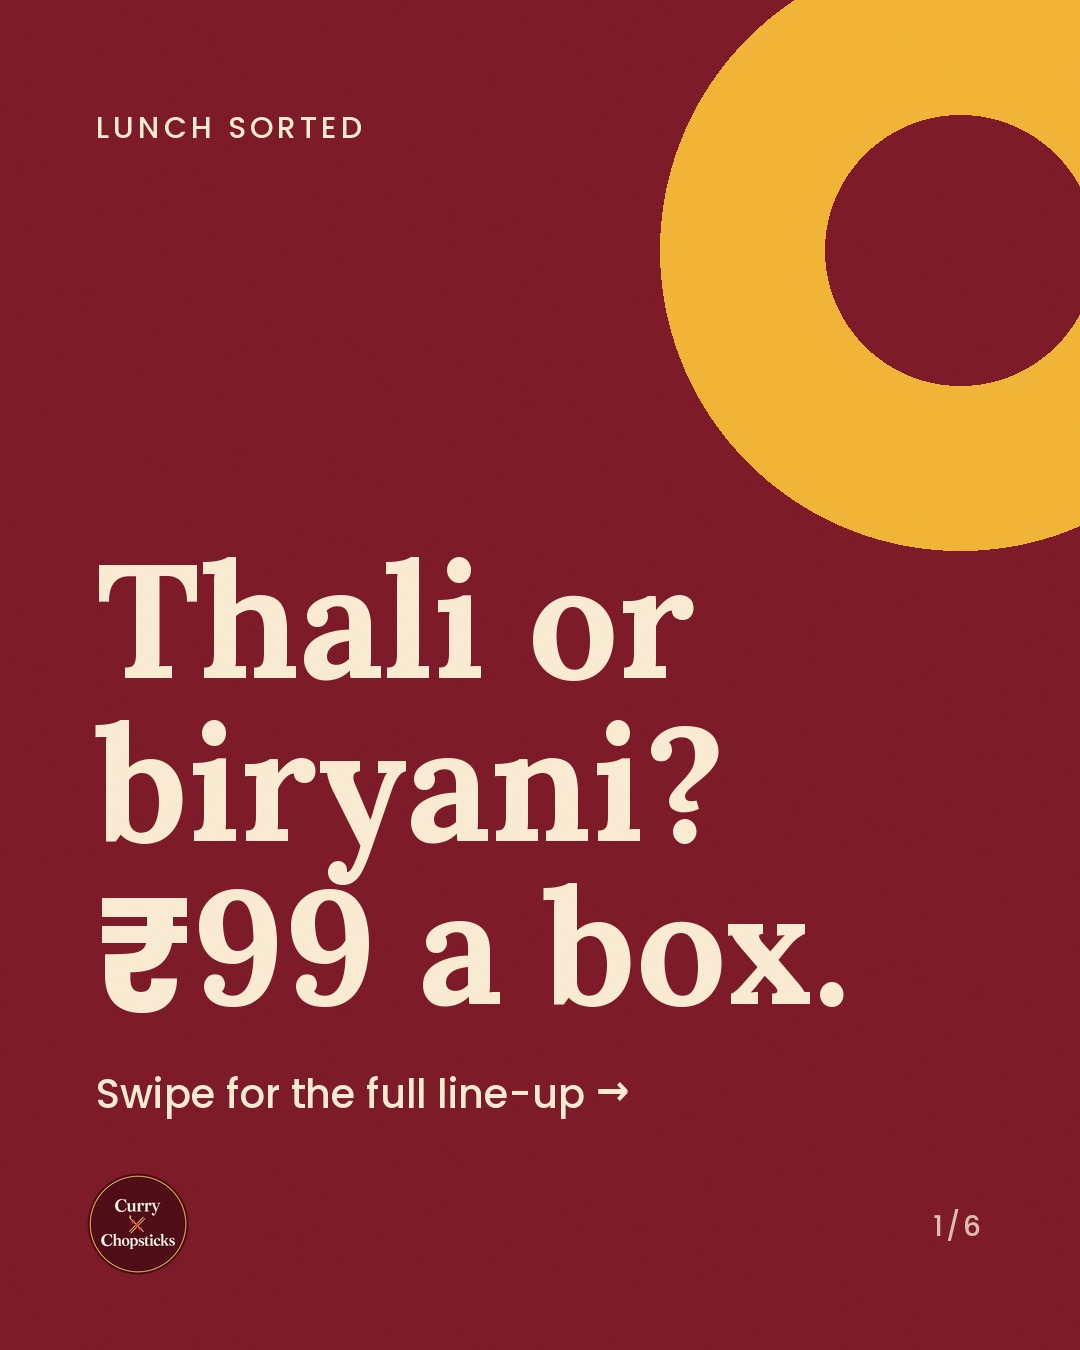 LUNCH SORTED
Thali or
biryani?
₹99 a box.
Swipe for the full line-up →
Curry
Chopsticks
1/6